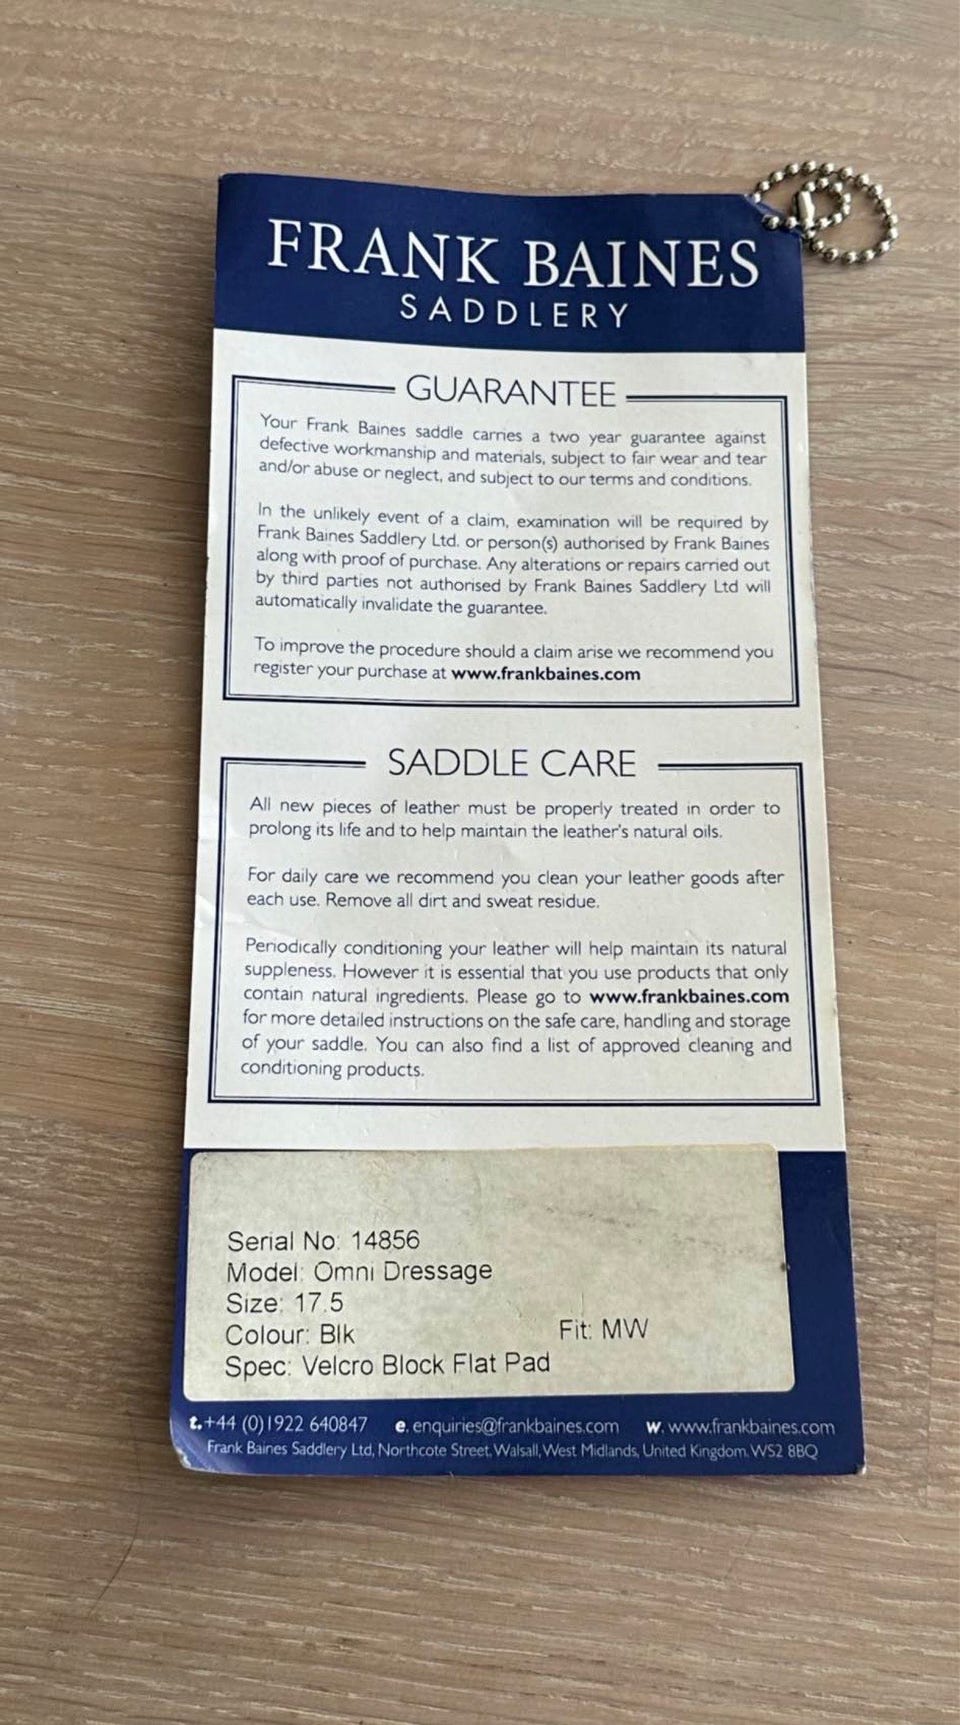 FRANK BAINES
SADDLERY
GUARANTEE
Your Frank Baines saddle carries a two year guarantee against
defective workmanship and materials, subject to fair wear and tear
and/or abuse or neglect, and subject to our terms and conditions.
In the unlikely event of a claim, examination will be required by
Frank Baines Saddlery Ltd. or person(s) authorised by Frank Baines
along with proof of purchase. Any alterations or repairs carried out
by third parties not authorised by Frank Baines Saddlery Ltd will
automatically invalidate the guarantee.
To improve the procedure should a claim arise we recommend you
register your purchase at www.frankbaines.com
SADDLE CARE
All new pieces of leather must be properly treated in order to
prolong its life and to help maintain the leather's natural oils.
For daily care we recommend you clean your leather goods after
each use. Remove all dirt and sweat residue.
Periodically conditioning your leather will help maintain its natural
suppleness. However it is essential that you use products that only
contain natural ingredients. Please go to www.frankbaines.com
for more detailed instructions on the safe care, handling and storage
of your saddle. You can also find a list of approved cleaning and
conditioning products.
Serial No: 14856
Model: Omni Dressage
Size: 17.5
Colour: Blk Fit: MW
Spec: Velcro Block Flat Pad
t. +44 (0)1922 640847 e. enquiries@frankbaines.com w. www.frankbaines.com
Frank Baines Saddlery Ltd, Northcote Street, Walsall, West Midlands, United Kingdom. WS2 8BQ